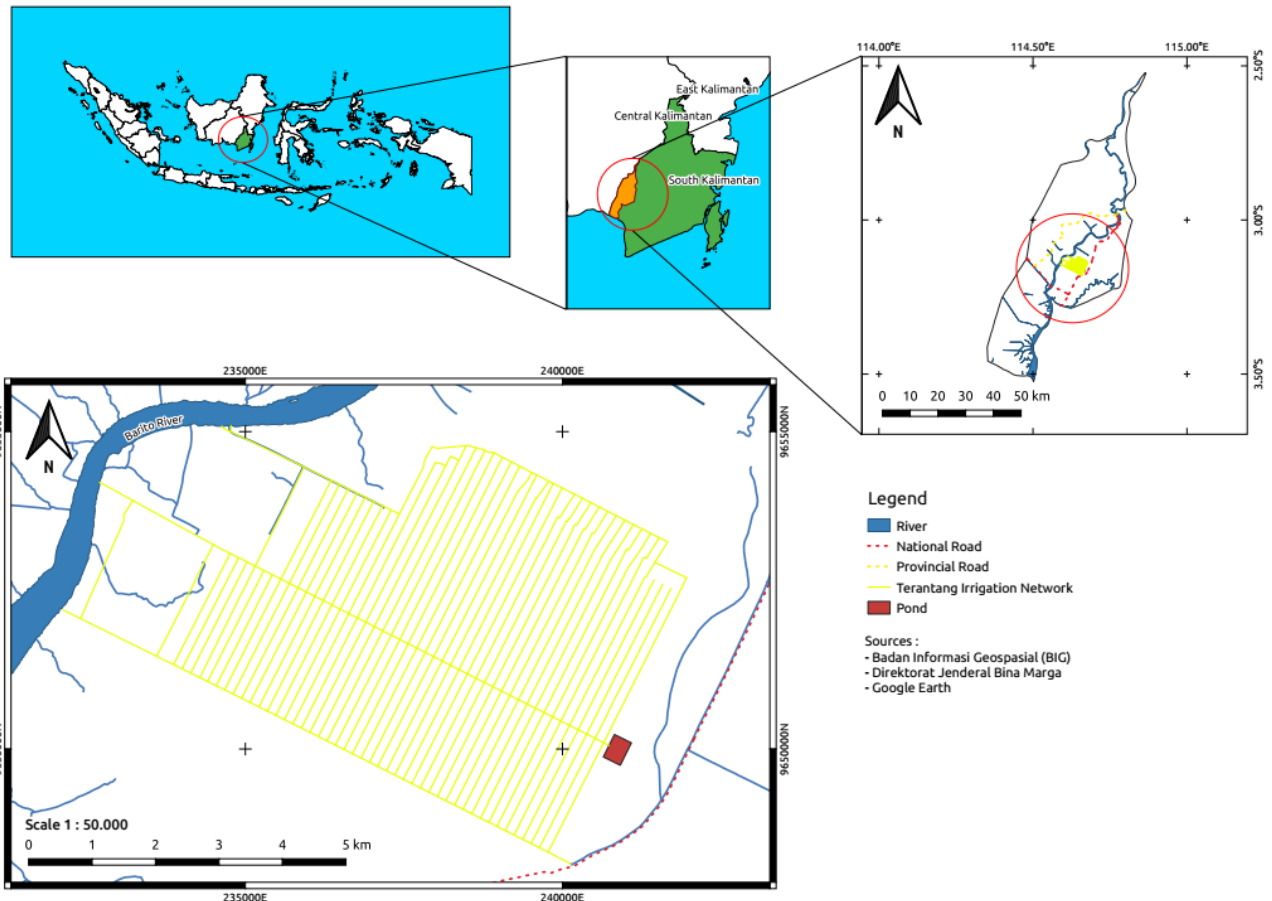 East Kalimantan
Central Kalimantan
South Kalimantan
114.00°E
114.50°E
115.00°E
2.50°S
3.00°S
3.50°S
N
0 10 20 30 40 50 km
235000E
240000E
9655000N
9650000N
N
Barito River
Scale 1 : 50.000
0 1 2 3 4 5 km
235000E
240000E
Legend
River
National Road
Provincial Road
Terantang Irrigation Network
Pond
Sources :
- Badan Informasi Geospasial (BIG)
- Direktorat Jenderal Bina Marga
- Google Earth